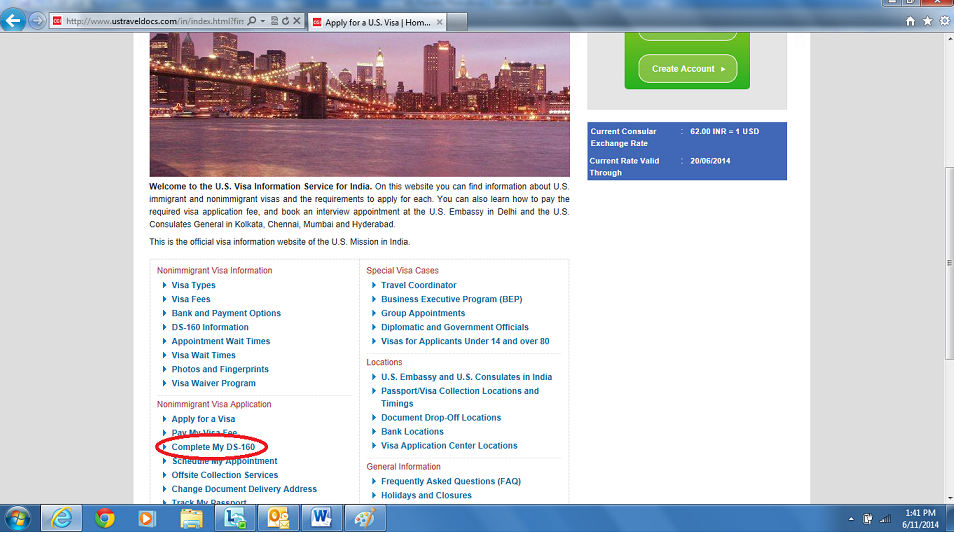 http://www.ustraveldocs.com/in/index.html?firs
CGI Apply for a U.S. Visa | Hom...
Create Account
Current Consular Exchange Rate : 62.00 INR = 1 USD
Current Rate Valid Through : 20/06/2014
Welcome to the U.S. Visa Information Service for India. On this website you can find information about U.S.
immigrant and nonimmigrant visas and the requirements to apply for each. You can also learn how to pay the
required visa application fee, and book an interview appointment at the U.S. Embassy in Delhi and the U.S.
Consulates General in Kolkata, Chennai, Mumbai and Hyderabad.
This is the official visa information website of the U.S. Mission in India.
Nonimmigrant Visa Information
Visa Types
Visa Fees
Bank and Payment Options
DS-160 Information
Appointment Wait Times
Visa Wait Times
Photos and Fingerprints
Visa Waiver Program
Nonimmigrant Visa Application
Apply for a Visa
Pay My Visa Fee
Complete My DS-160
Schedule My Appointment
Offsite Collection Services
Change Document Delivery Address
Track My Passport
Special Visa Cases
Travel Coordinator
Business Executive Program (BEP)
Group Appointments
Diplomatic and Government Officials
Visas for Applicants Under 14 and over 80
Locations
U.S. Embassy and U.S. Consulates in India
Passport/Visa Collection Locations and
Timings
Document Drop-Off Locations
Bank Locations
Visa Application Center Locations
General Information
Frequently Asked Questions (FAQ)
Holidays and Closures
1:41 PM
6/11/2014